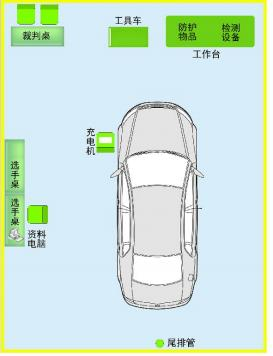 裁判桌
工具车
防护
物品
检测
设备
工作台
充
电
机
选
手
桌
选
手
桌
资料
电脑
尾排管